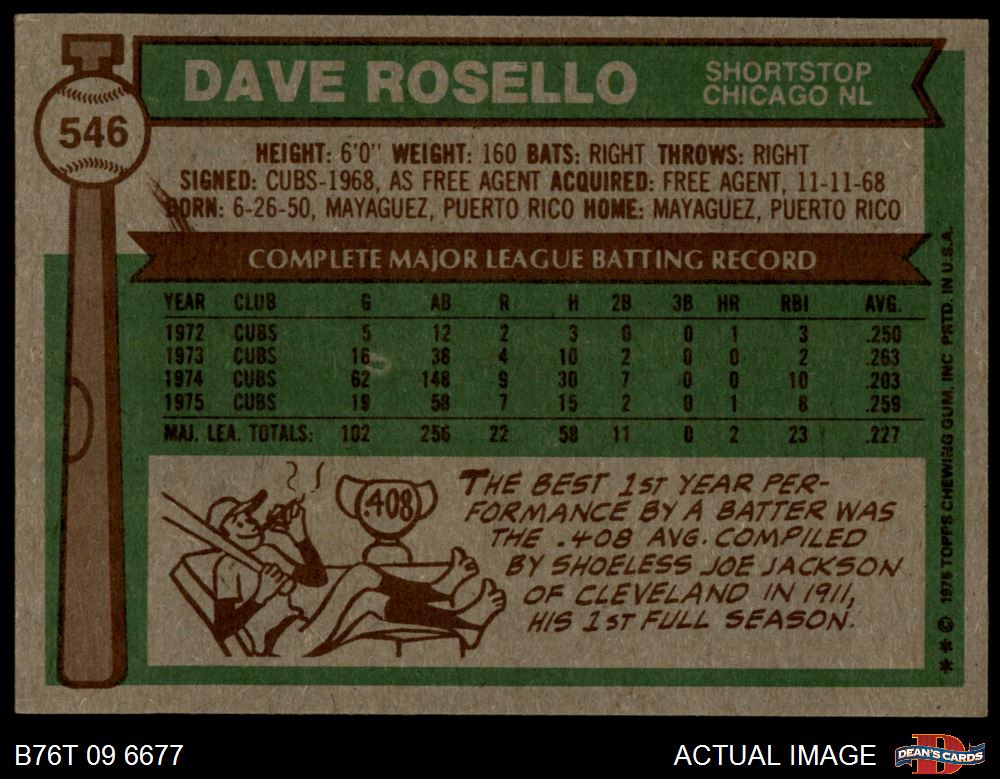 546
DAVE ROSELLO
SHORTSTOP
CHICAGO NL
HEIGHT: 6'0" WEIGHT: 160 BATS: RIGHT THROWS: RIGHT
SIGNED: CUBS-1968, AS FREE AGENT ACQUIRED: FREE AGENT, 11-11-68
BORN: 6-26-50, MAYAGUEZ, PUERTO RICO HOME: MAYAGUEZ, PUERTO RICO
COMPLETE MAJOR LEAGUE BATTING RECORD
YEAR CLUB G AB R H 2B 3B HR RBI AVG.
1972 CUBS 5 12 2 3 0 0 1 3 .250
1973 CUBS 16 38 4 10 2 0 0 2 .263
1974 CUBS 62 148 9 30 7 0 0 10 .203
1975 CUBS 19 58 7 15 2 0 1 8 .259
MAJ. LEA. TOTALS: 102 256 22 58 11 0 2 23 .227
.408
THE BEST 1ST YEAR PER-
FORMANCE BY A BATTER WAS
THE .408 AVG. COMPILED
BY SHOELESS JOE JACKSON
OF CLEVELAND IN 1911,
HIS 1ST FULL SEASON.
** © 1976 TOPPS CHEWING GUM, INC PRTD. IN U.S.A.
B76T 09 6677
ACTUAL IMAGE
DEAN'S CARDS